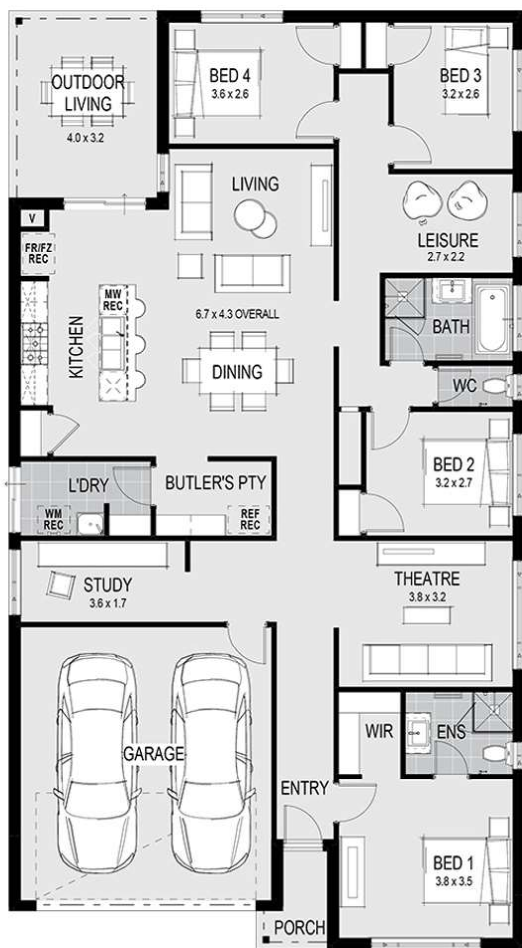 OUTDOOR
LIVING
4.0 x 3.2
BED 4
3.6 x 2.6
BED 3
3.2 x 2.6
LIVING
LEISURE
2.7 x 2.2
V
FR/FZ
REC
MW
REC
KITCHEN
6.7 x 4.3 OVERALL
DINING
BATH
WC
BED 2
3.2 x 2.7
L'DRY
WM
REC
BUTLER'S PTY
REF
REC
STUDY
3.6 x 1.7
THEATRE
3.8 x 3.2
GARAGE
WIR
ENS
ENTRY
BED 1
3.8 x 3.5
PORCH